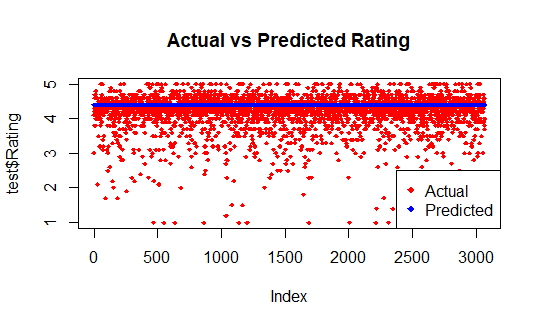 Actual vs Predicted Rating
test$Rating
5
4
3
2
1
Actual
Predicted
0 500 1000 1500 2000 2500 3000
Index